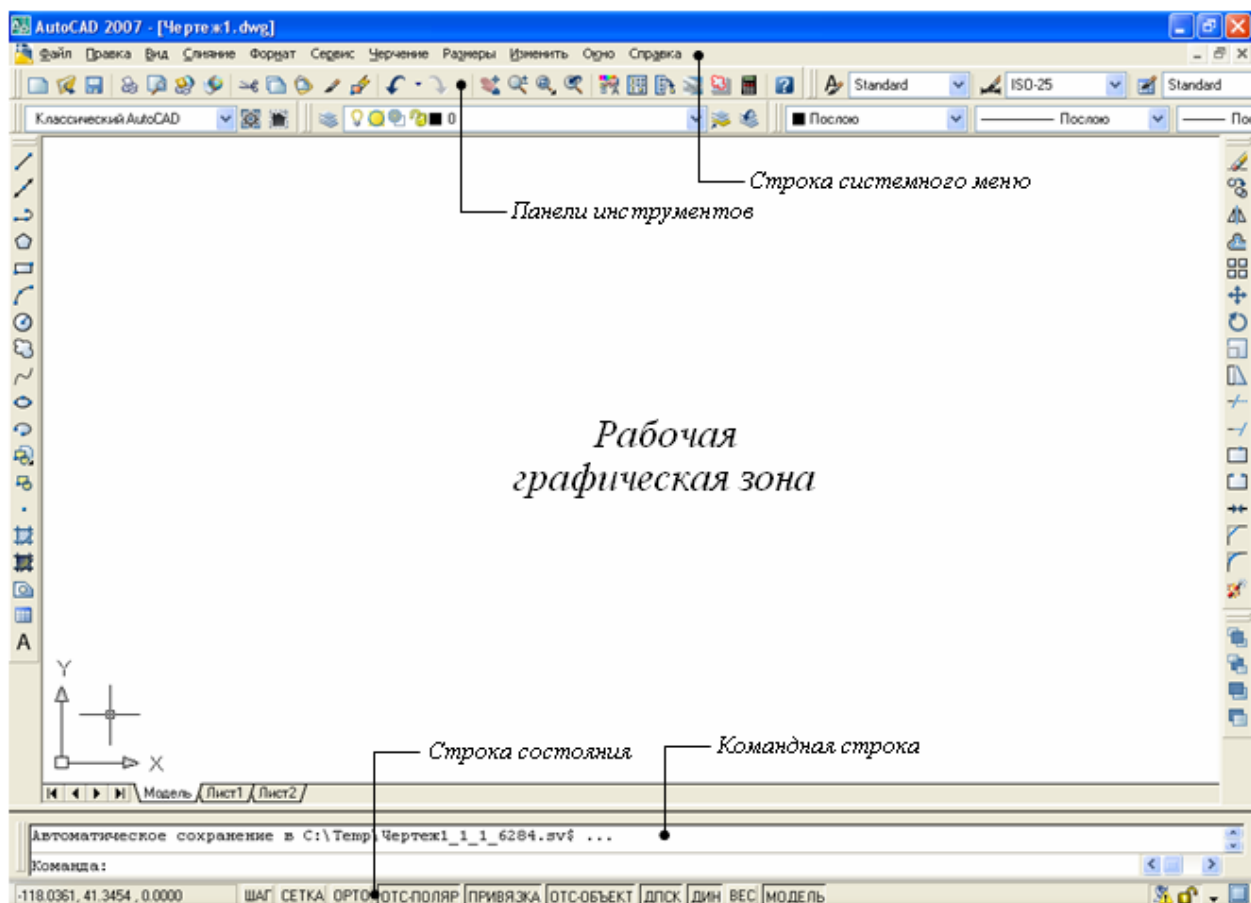 AutoCAD 2007 - [Чертеж1.dwg]
Файл Правка Вид Слияние Формат Сервис Черчение Размеры Изменить Окно Справка
Standard ISO-25 Standard
Классический AutoCAD 0 Послою Послою По
Строка системного меню
Панели инструментов
Рабочая
графическая зона
A
Y
X
Строка состояния
Командная строка
Модель Лист1 Лист2
Автоматическое сохранение в C:\Temp\Чертеж1_1_1_6284.sv$ ...
Команда:
-118.0361, 41.3454 , 0.0000 ШАГ СЕТКА ОРТО ОТС-ПОЛЯР ПРИВЯЗКА ОТС-ОБЪЕКТ ДПСК ДИН ВЕС МОДЕЛЬ